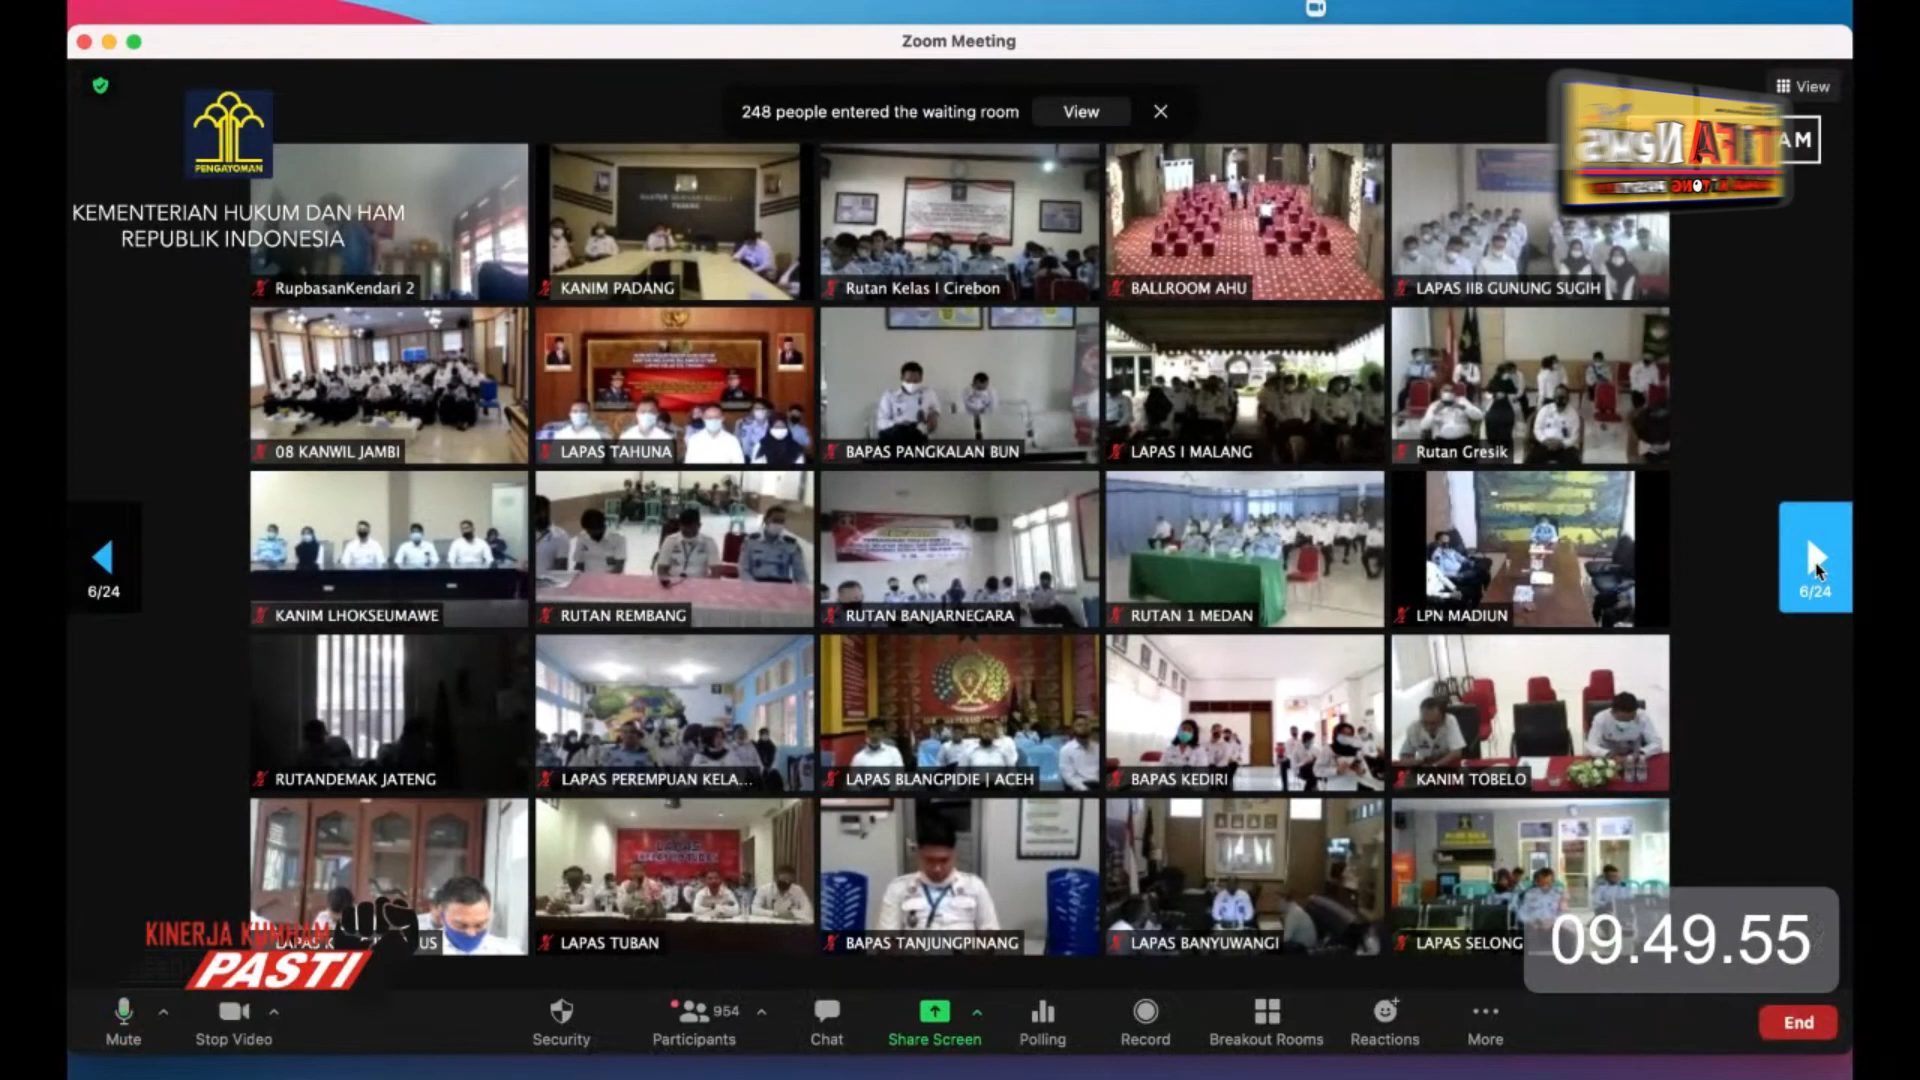 Zoom Meeting
View
248 people entered the waiting room
View
PENGAYOMAN
KEMENTERIAN HUKUM DAN HAM
REPUBLIK INDONESIA
AM
RupbasanKendari 2
KANIM PADANG
Rutan Kelas I Cirebon
BALLROOM AHU
LAPAS IIB GUNUNG SUGIH
08 KANWIL JAMBI
LAPAS TAHUNA
BAPAS PANGKALAN BUN
LAPAS I MALANG
Rutan Gresik
6/24
6/24
KANIM LHOKSEUMAWE
RUTAN REMBANG
RUTAN BANJARNEGARA
RUTAN 1 MEDAN
LPN MADIUN
RUTANDEMAK JATENG
LAPAS PEREMPUAN KELA...
LAPAS BLANGPIDIE | ACEH
BAPAS KEDIRI
KANIM TOBELO
LAPAS TUBAN
BAPAS TANJUNGPINANG
LAPAS BANYUWANGI
LAPAS SELONG
KINERJA KUMHAM
PASTI
09.49.55
Mute
Stop Video
Security
954
Participants
Chat
Share Screen
Polling
Record
Breakout Rooms
Reactions
More
End